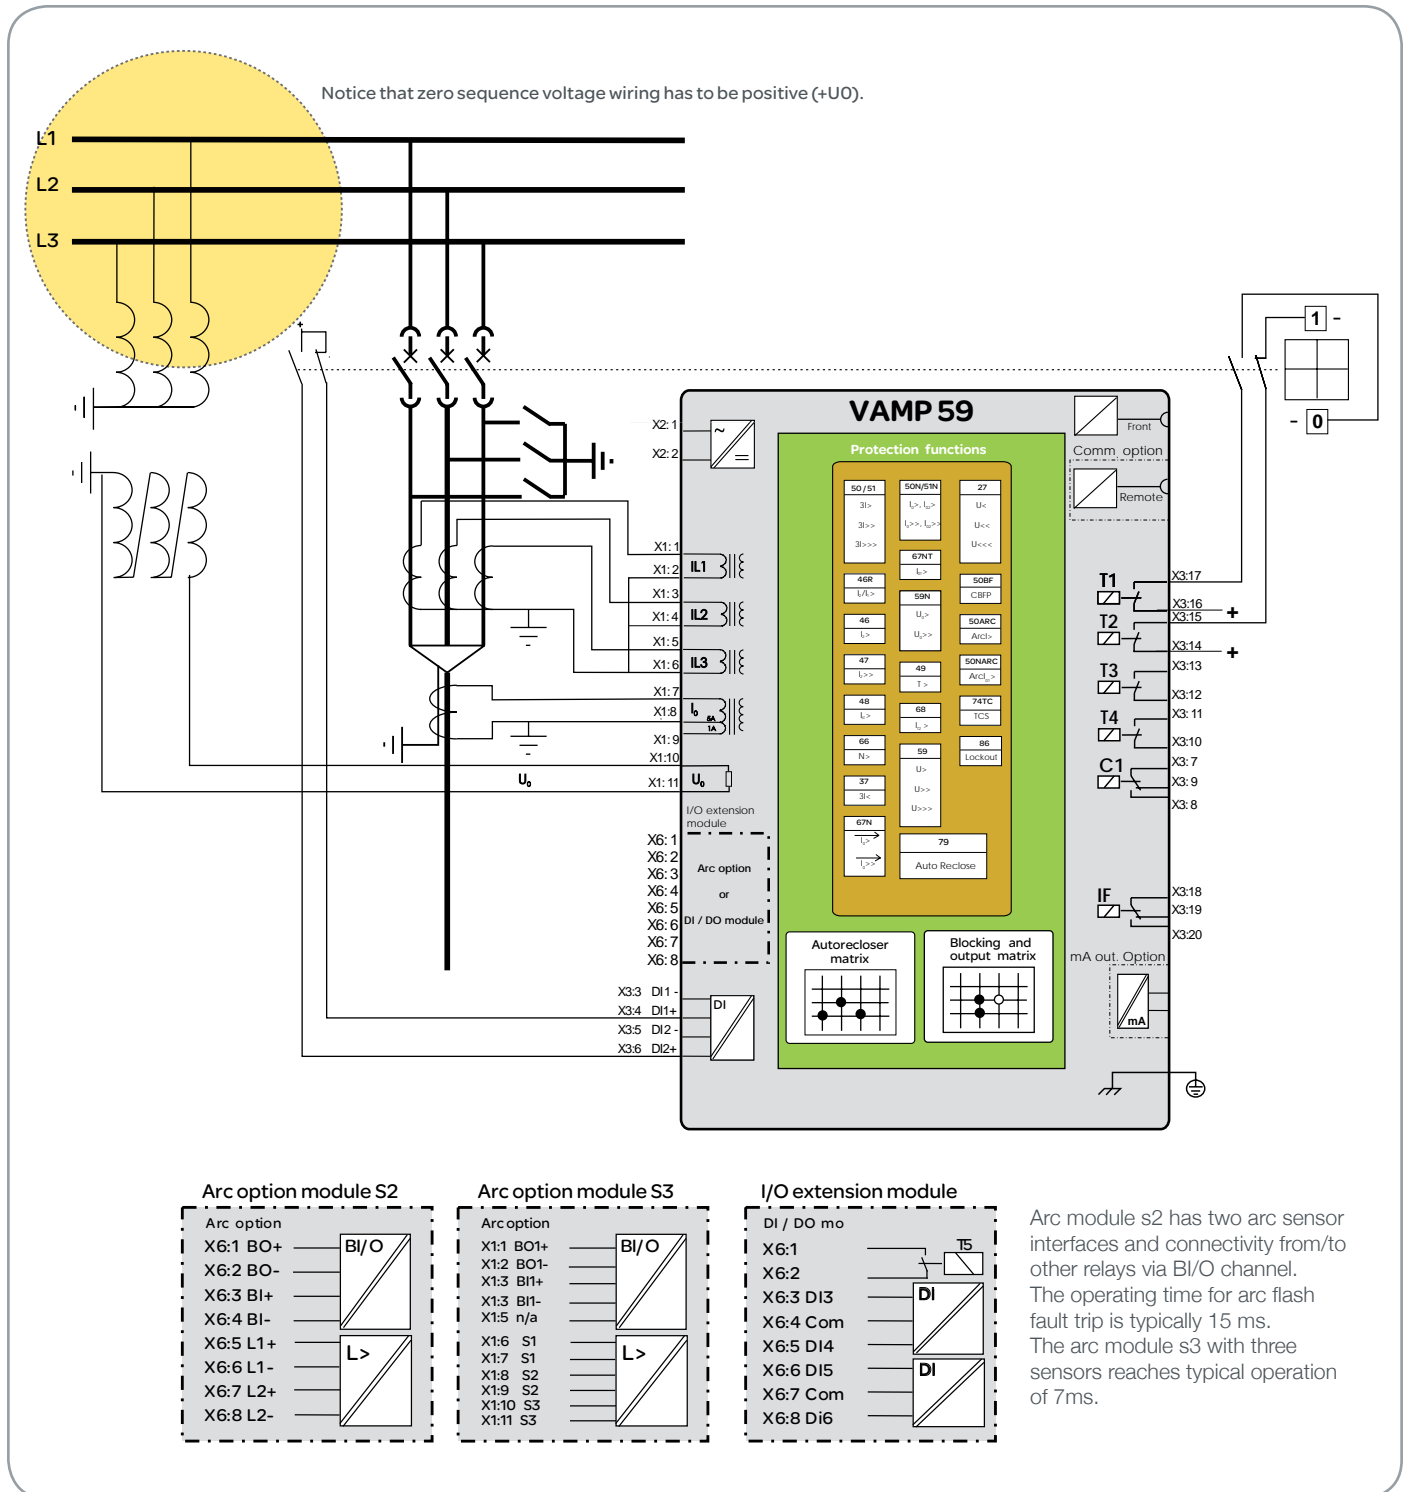 Notice that zero sequence voltage wiring has to be positive (+U0).
L1
L2
L3
+
1 -
- 0
VAMP 59
X2: 1
X2: 2
~
=
Front
Comm. option
Remote
Protection functions
50 / 51
3I>
3I>>
3I>>>
50N/51N
I₀>, I₀₂>
I₀>>, I₀₂>>
27
U<
U<<
U<<<
67NT
46R
50BF
CBFP
59N
U₀>
U₀>>
46
I₂>
50ARC
ArcI>
47
I₂>>
49
T >
50NARC
48
68
74TC
TCS
66
N>
59
U>
U>>
U>>>
86
Lockout
37
3I<
67N
I₀>
I₀>>
79
Auto Reclose
X1: 1
X1: 2
IL1
X1: 3
X1: 4
IL2
X1: 5
X1: 6
IL3
X1: 7
X1:8
I₀
5A
1A
X1: 9
X1:10
X1: 11
U₀
U₀
I/O extension
module
X6: 1
X6: 2
X6: 3
X6: 4
X6: 5
X6: 6
X6: 7
X6: 8
Arc option
or
DI / DO module
X3:3 DI1 -
X3:4 DI1+
X3:5 DI2 -
X3:6 DI2+
DI
Autorecloser
matrix
Blocking and
output matrix
T1
X3:17
X3:16
+
T2
X3:15
X3:14
+
T3
X3:13
X3:12
T4
X3: 11
X3:10
C1
X3: 7
X3: 9
X3: 8
IF
X3:18
X3:19
X3:20
mA out. Option
mA
Arc option module S2
Arc option
X6:1 BO+
X6:2 BO-
X6:3 BI+
X6:4 BI-
X6:5 L1+
X6:6 L1-
X6:7 L2+
X6:8 L2-
BI/O
L>
Arc option module S3
Arc option
X1:1 BO1+
X1:2 BO1-
X1:3 BI1+
X1:3 BI1-
X1:5 n/a
X1:6 S1
X1:7 S1
X1:8 S2
X1:9 S2
X1:10 S3
X1:11 S3
BI/O
L>
I/O extension module
DI / DO mo
X6:1
X6:2
X6:3 DI3
X6:4 Com
X6:5 DI4
X6:6 DI5
X6:7 Com
X6:8 Di6
T5
DI
DI
Arc module s2 has two arc sensor
interfaces and connectivity from/to
other relays via BI/O channel.
The operating time for arc flash
fault trip is typically 15 ms.
The arc module s3 with three
sensors reaches typical operation
of 7ms.